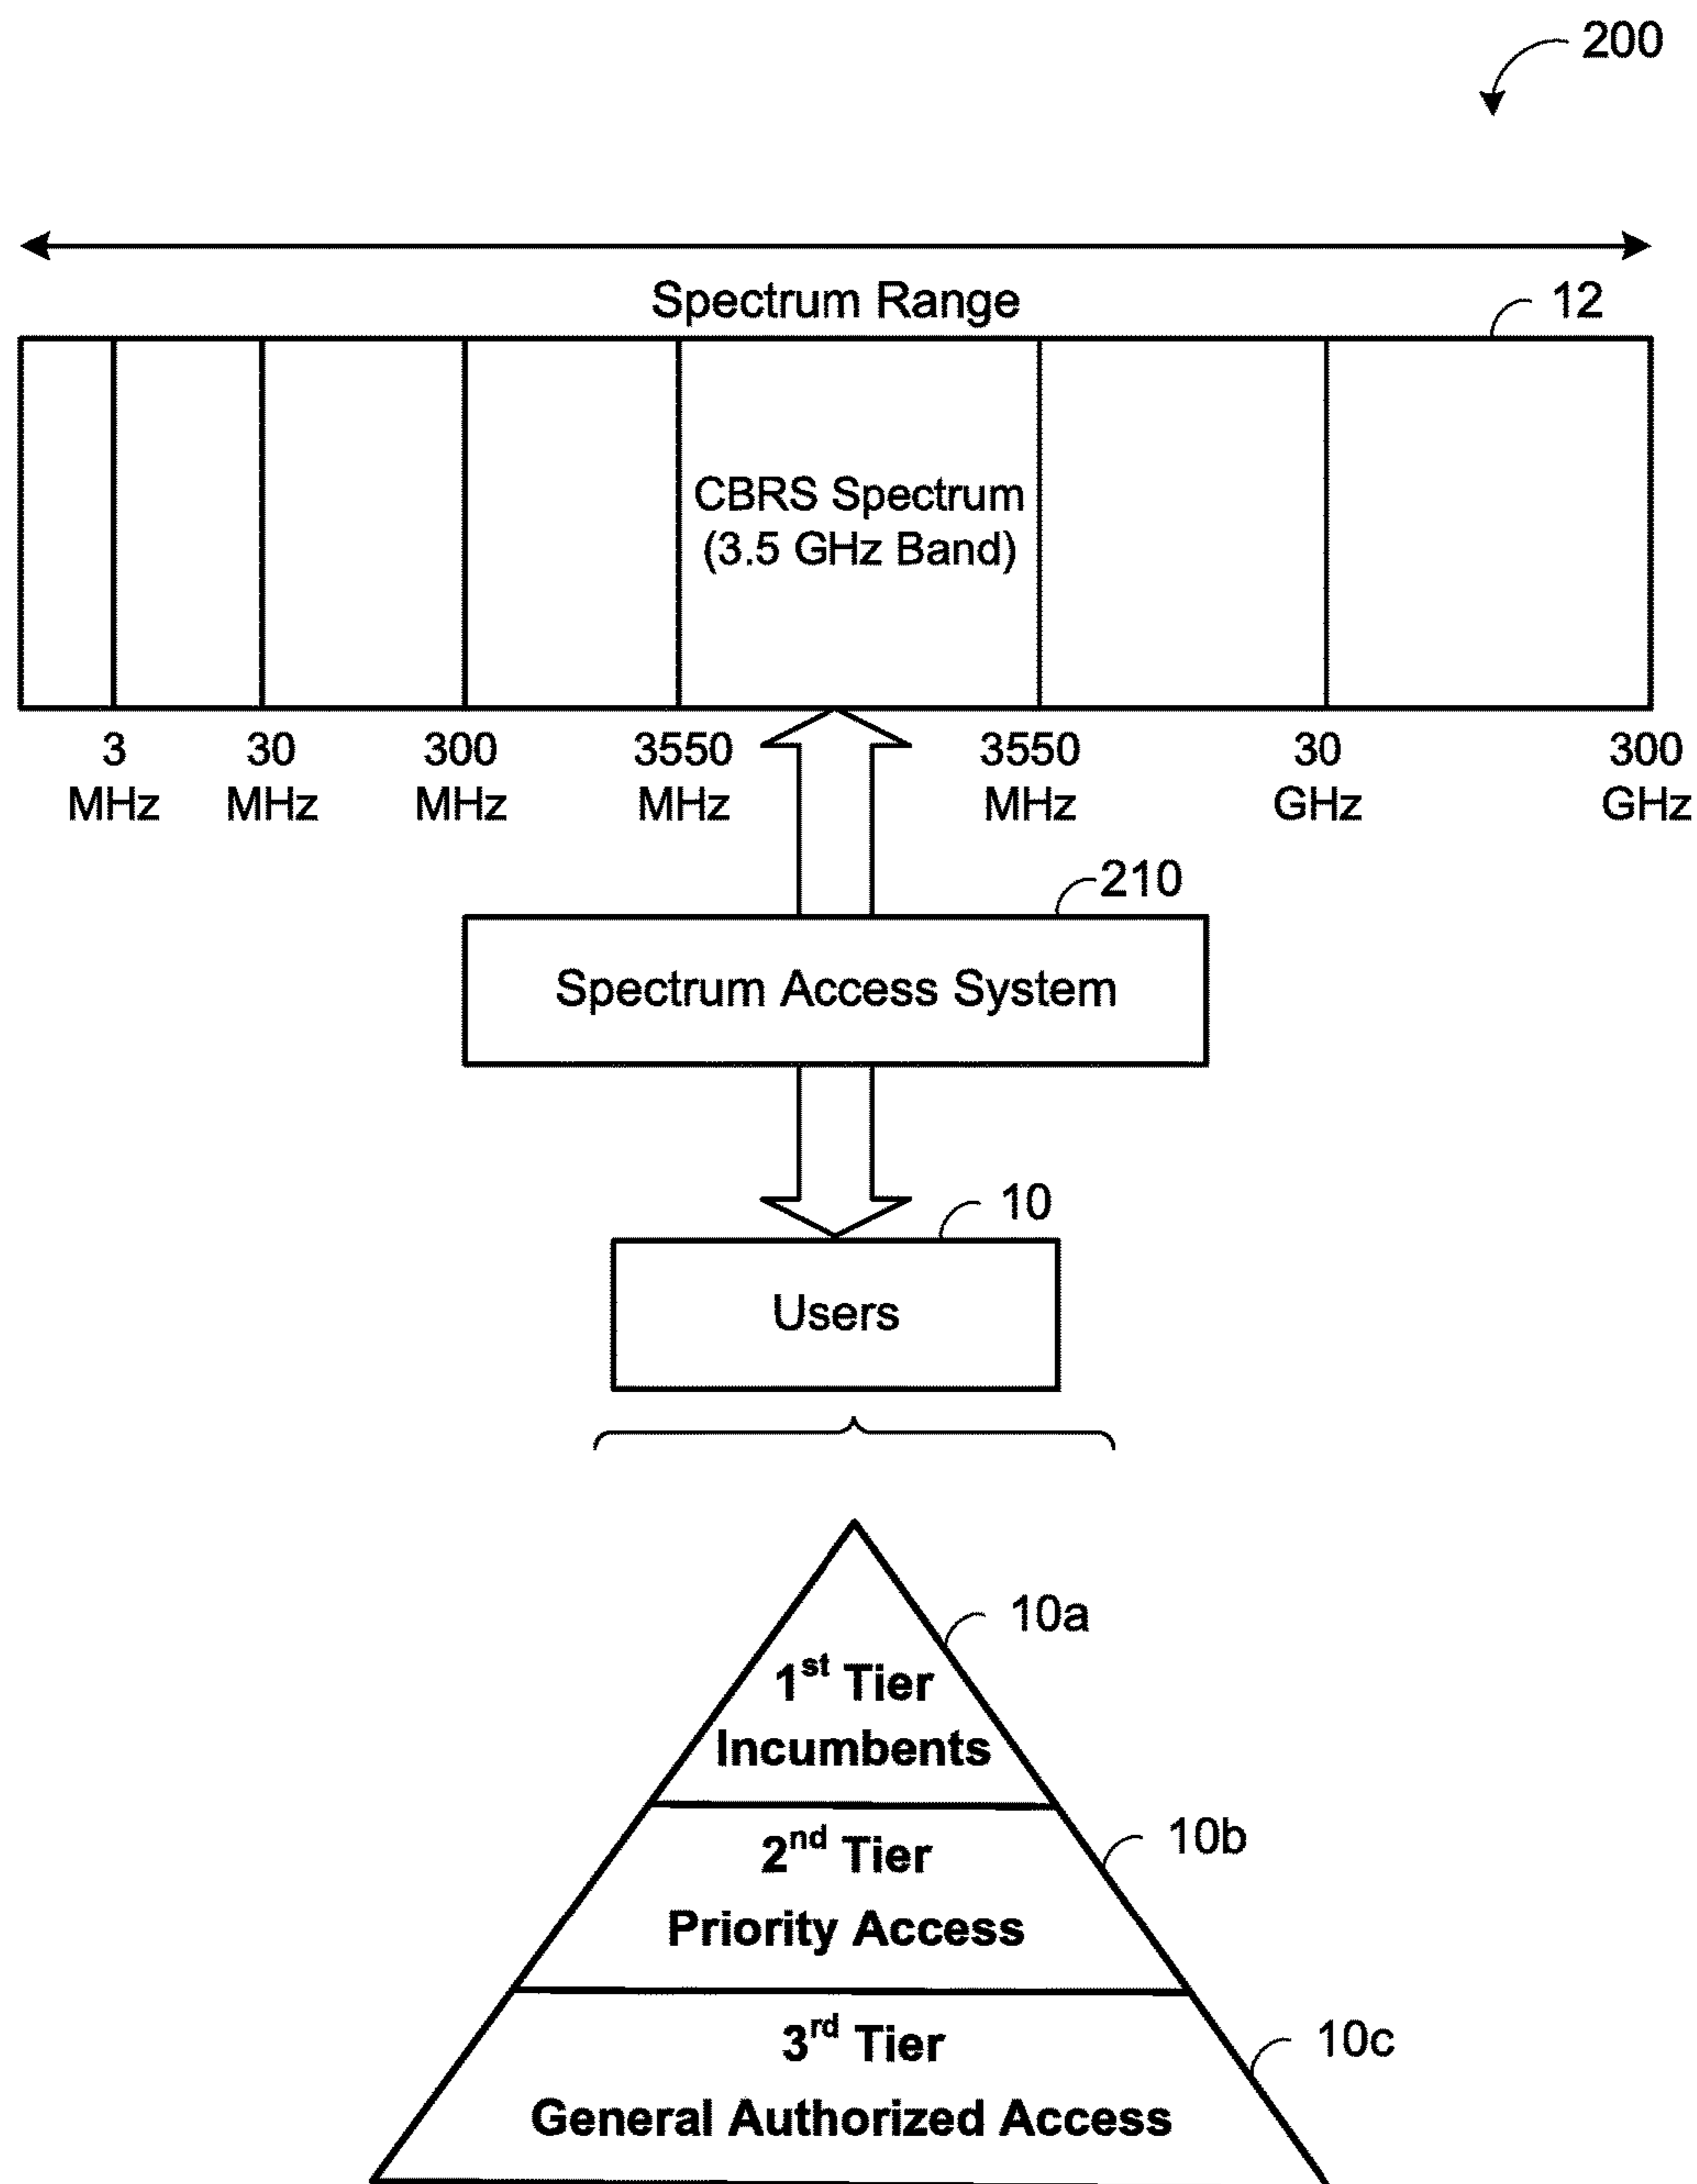 200
Spectrum Range
12
CBRS Spectrum
(3.5 GHz Band)
3 30 300 3550 3550 30 300
MHz MHz MHz MHz MHz GHz GHz
210
Spectrum Access System
10
Users
10a
1st Tier
Incumbents
10b
2nd Tier
Priority Access
10c
3rd Tier
General Authorized Access